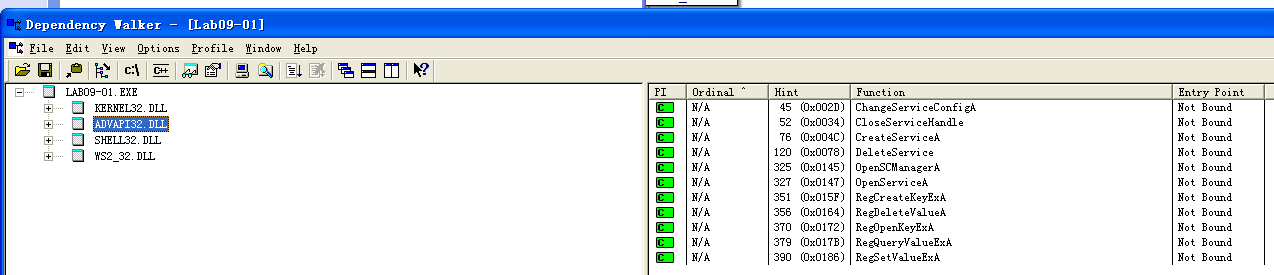 Dependency Walker - [Lab09-01]
File Edit View Options Profile Window Help
c:\ C++
LAB09-01.EXE
KERNEL32.DLL
ADVAPI32.DLL
SHELL32.DLL
WS2_32.DLL
PI Ordinal ^ Hint Function Entry Point
C N/A 45 (0x002D) ChangeServiceConfigA Not Bound
C N/A 52 (0x0034) CloseServiceHandle Not Bound
C N/A 76 (0x004C) CreateServiceA Not Bound
C N/A 120 (0x0078) DeleteService Not Bound
C N/A 325 (0x0145) OpenSCManagerA Not Bound
C N/A 327 (0x0147) OpenServiceA Not Bound
C N/A 351 (0x015F) RegCreateKeyExA Not Bound
C N/A 356 (0x0164) RegDeleteValueA Not Bound
C N/A 370 (0x0172) RegOpenKeyExA Not Bound
C N/A 379 (0x017B) RegQueryValueExA Not Bound
C N/A 390 (0x0186) RegSetValueExA Not Bound